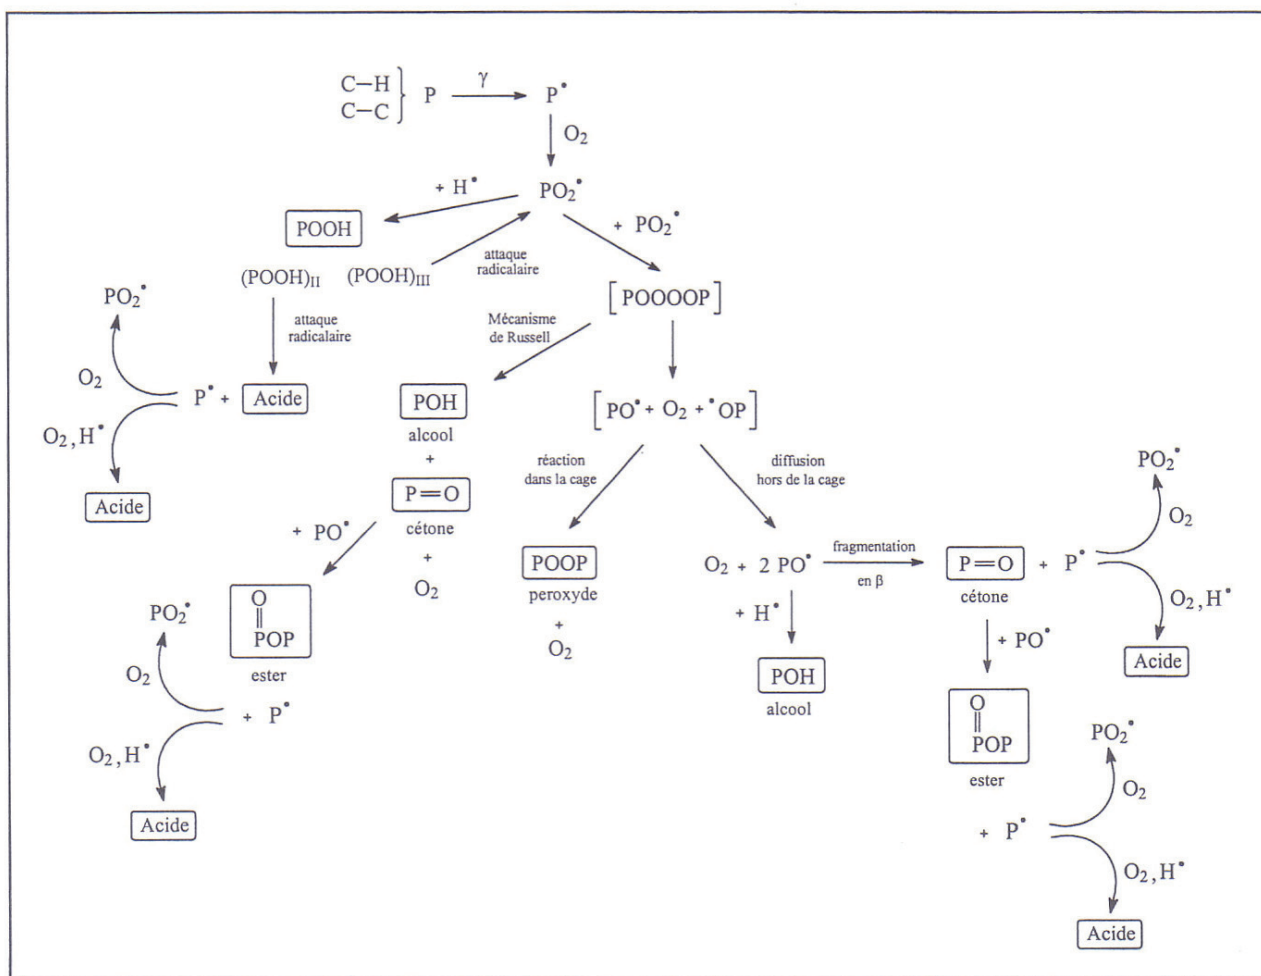 C–H
C–C
P
γ
P•
O2
+ H•
PO2•
POOH
+ PO2•
(POOH)II
(POOH)III
attaque
radicalaire
[POOOOP]
PO2•
attaque
radicalaire
Mécanisme
de Russell
O2
P• + Acide
POH
alcool
[PO• + O2 + •OP]
O2, H•
Acide
+
P=O
cétone
réaction
dans la cage
diffusion
hors de la cage
PO2•
O2
+ PO•
+
O2
POOP
peroxyde
+
O2
O2 + 2 PO•
fragmentation
en β
P=O + P•
cétone
O2, H•
Acide
PO2•
O
POP
ester
+ H•
POH
alcool
+ PO•
O2
+ P•
O
POP
ester
PO2•
O2, H•
Acide
O2
+ P•
O2, H•
Acide